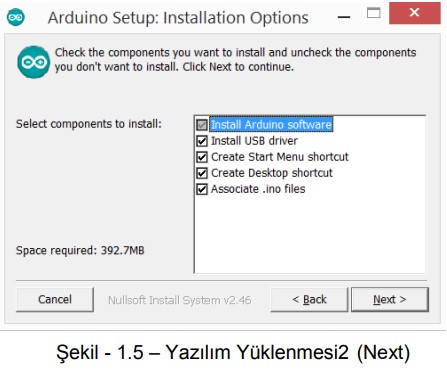 Arduino Setup: Installation Options
Check the components you want to install and uncheck the components
you don't want to install. Click Next to continue.
Select components to install:
Install Arduino software
Install USB driver
Create Start Menu shortcut
Create Desktop shortcut
Associate .ino files
Space required: 392.7MB
Cancel
Nullsoft Install System v2.46
< Back
Next >
Şekil - 1.5 – Yazılım Yüklenmesi2 (Next)